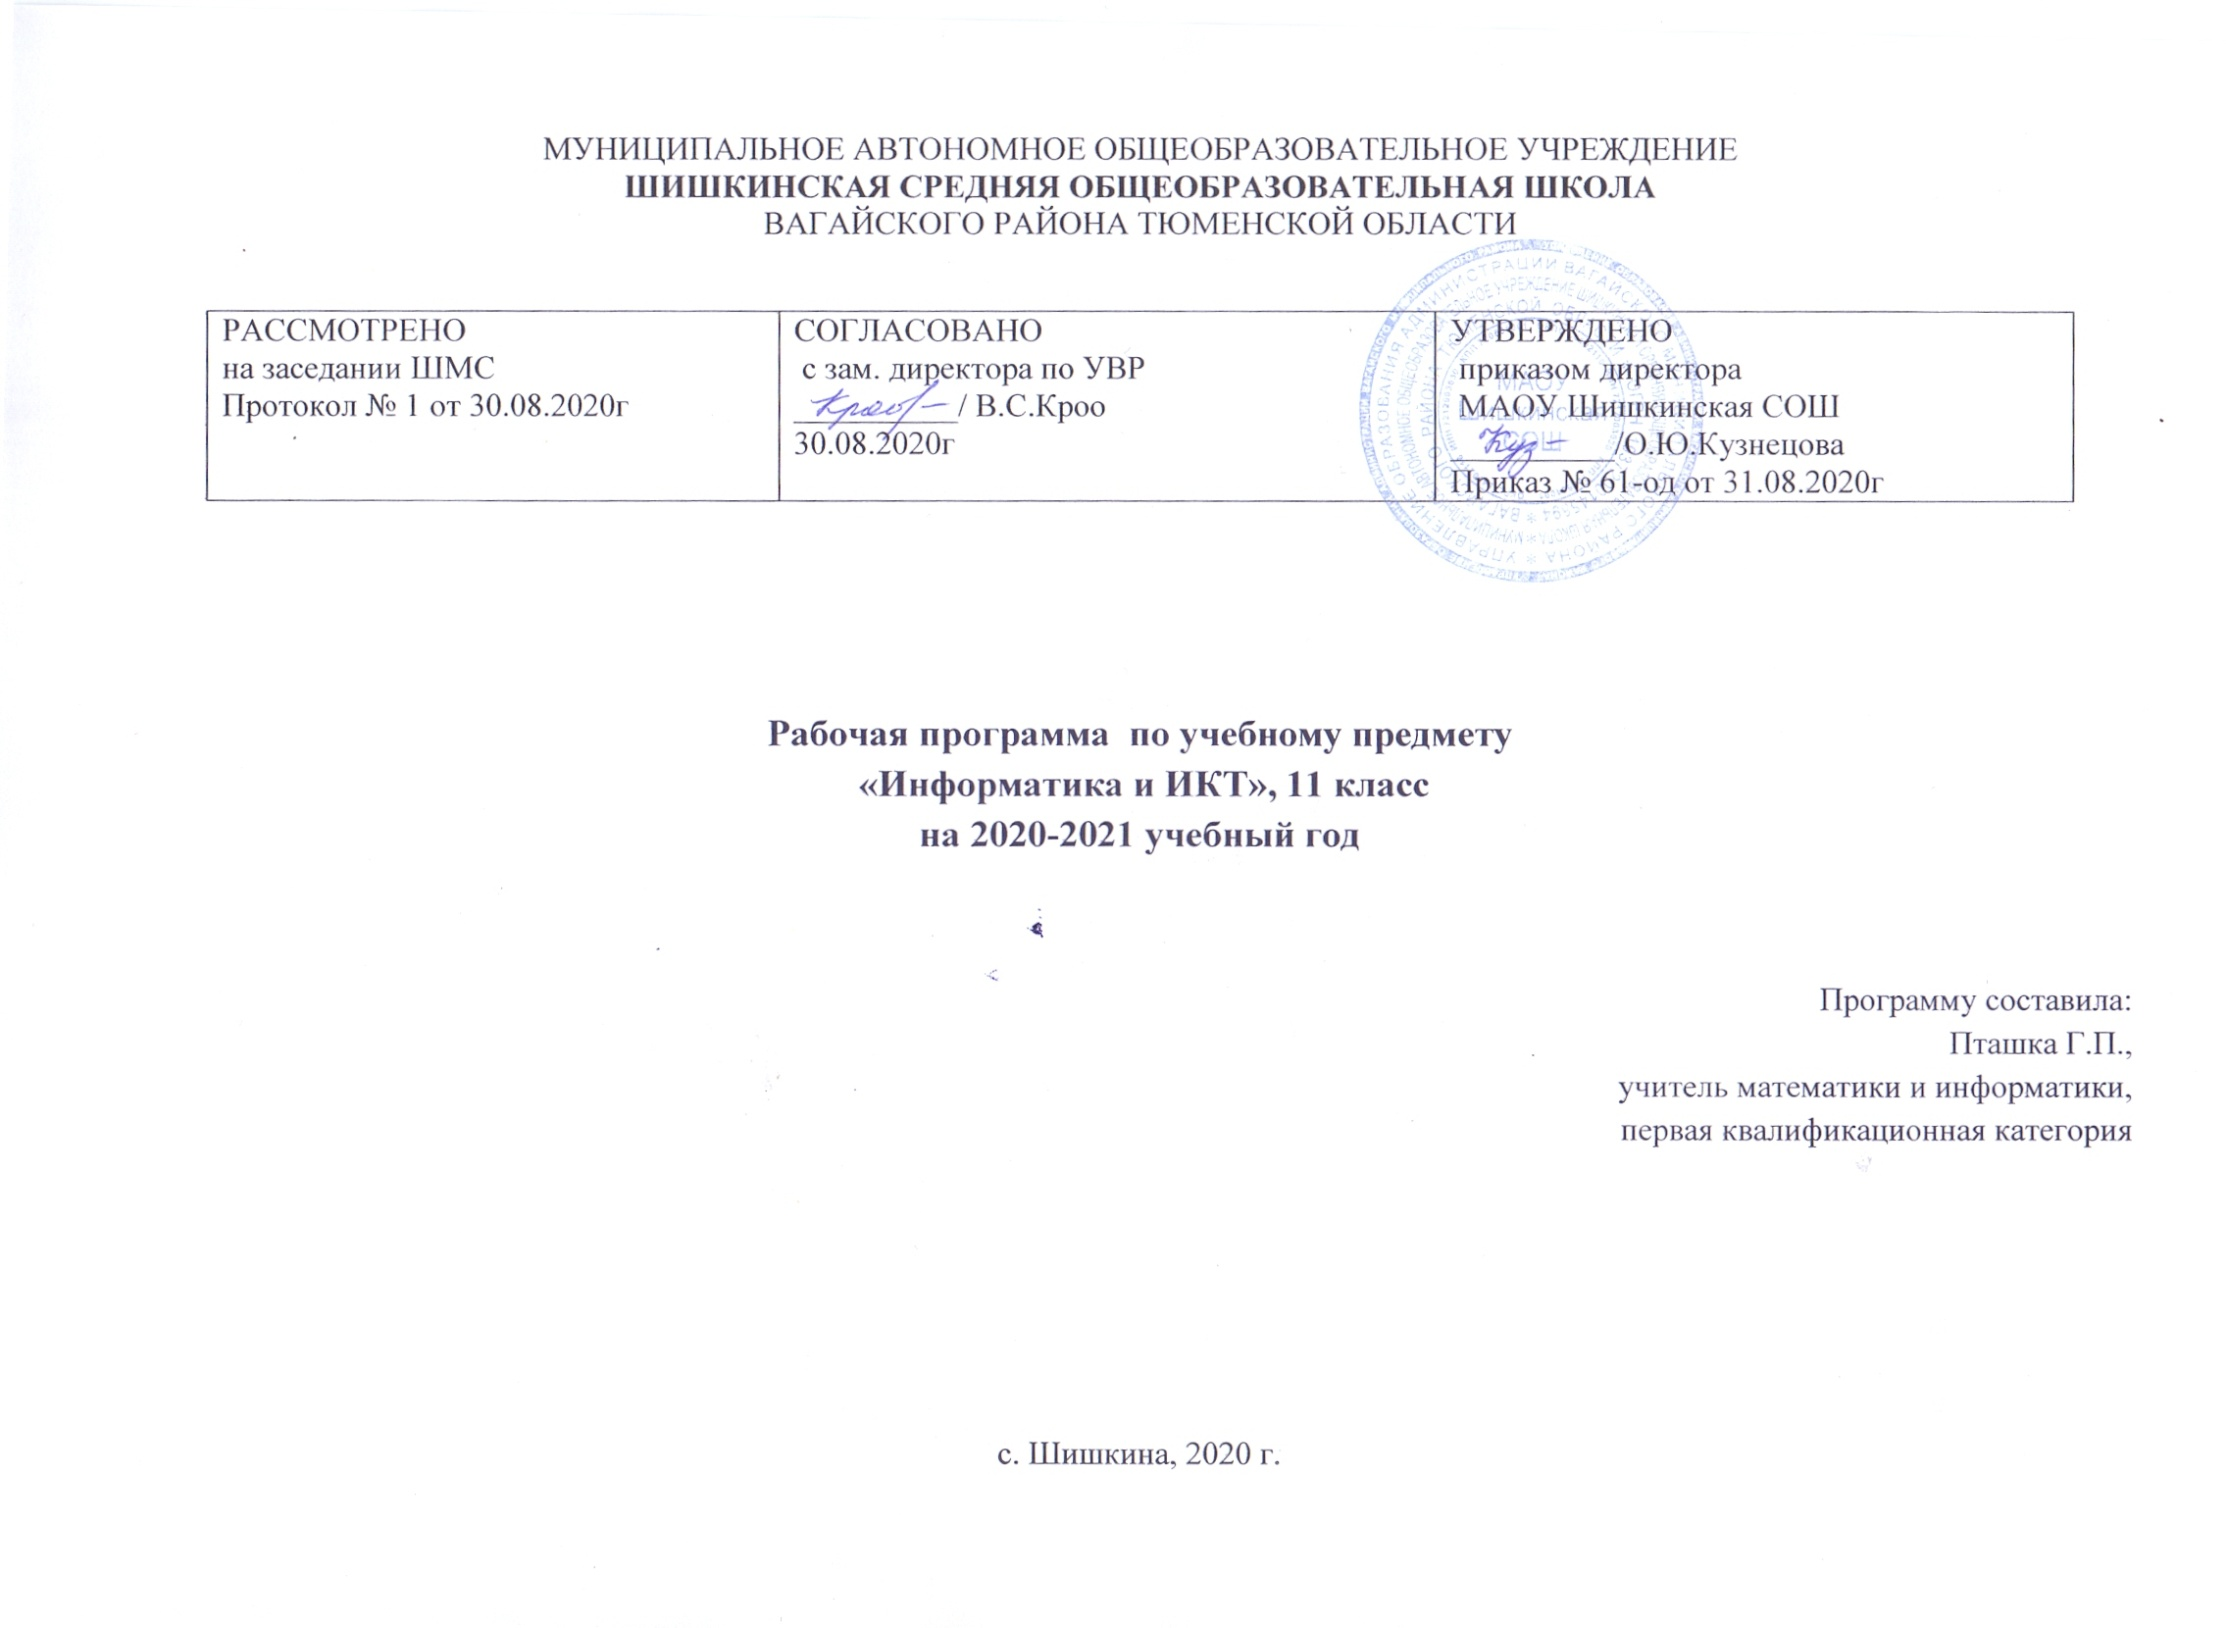 МУНИЦИПАЛЬНОЕ АВТОНОМНОЕ ОБЩЕОБРАЗОВАТЕЛЬНОЕ УЧРЕЖДЕНИЕ
ШИШКИНСКАЯ СРЕДНЯЯ ОБЩЕОБРАЗОВАТЕЛЬНАЯ ШКОЛА
ВАГАЙСКОГО РАЙОНА ТЮМЕНСКОЙ ОБЛАСТИ
РАССМОТРЕНО
на заседании ШМС
Протокол № 1 от 30.08.2020г
СОГЛАСОВАНО
с зам. директора по УВР
/ В.С.Кроо
30.08.2020г
УТВЕРЖДЕНО
приказом директора
МАОУ Шишкинская СОШ
/О.Ю.Кузнецова
Приказ № 61-од от 31.08.2020г
МАОУ
Шишкинская
СОШ
Рабочая программа по учебному предмету
«Информатика и ИКТ», 11 класс
на 2020-2021 учебный год
Программу составила:
Пташка Г.П.,
учитель математики и информатики,
первая квалификационная категория
с. Шишкина, 2020 г.